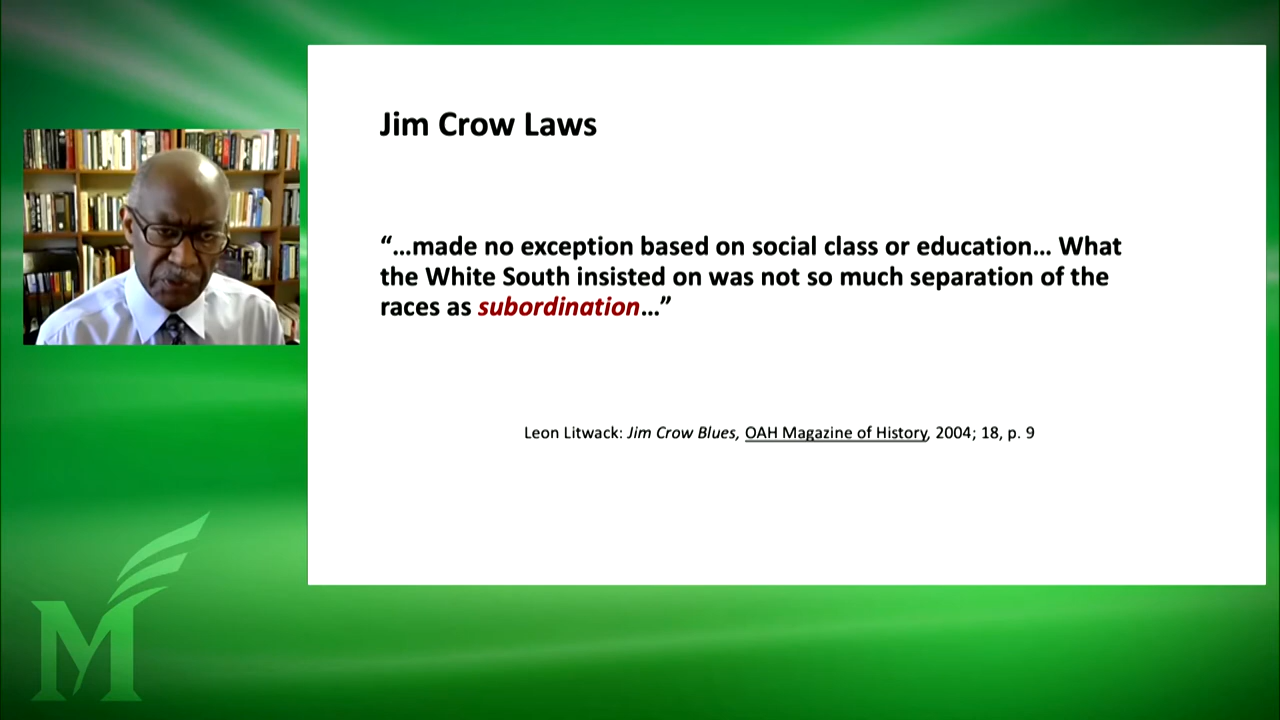 Jim Crow Laws
“…made no exception based on social class or education… What
the White South insisted on was not so much separation of the
races as subordination…”
Leon Litwack: Jim Crow Blues, OAH Magazine of History, 2004; 18, p. 9
M